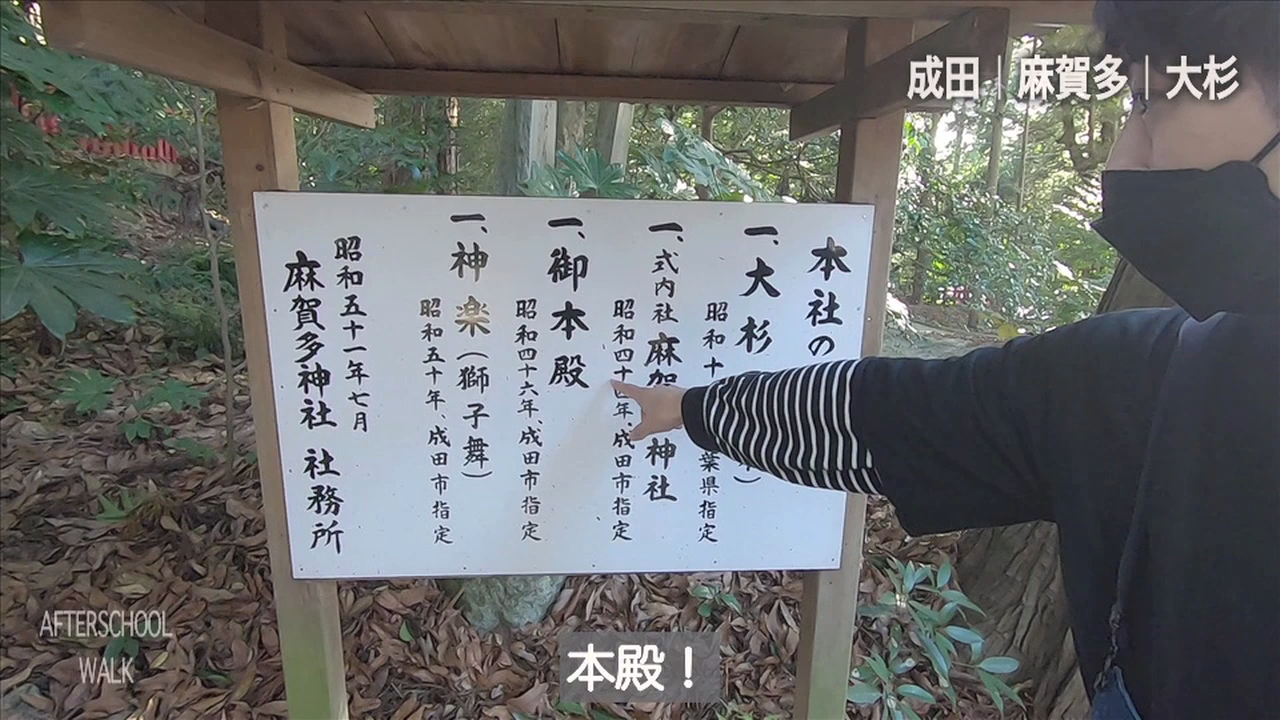 成田|麻賀多|大杉
本社の
一、大杉
昭和十 葉県指定
一、式内社 麻賀 神社
昭和四十四年、成田市指定
一、御本殿
昭和四十六年、成田市指定
一、神楽(獅子舞)
昭和五十年、成田市指定
昭和五十一年七月
麻賀多神社 社務所
本殿!
AFTERSCHOOL
WALK